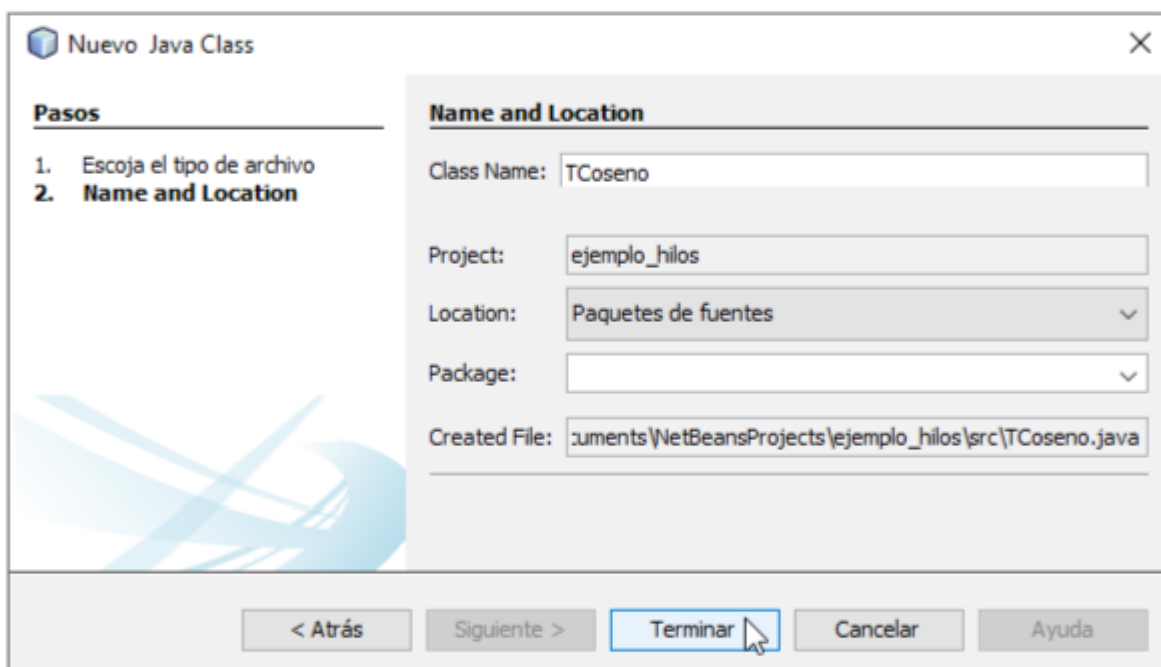 Nuevo Java Class
Pasos
1. Escoja el tipo de archivo
2. Name and Location
Name and Location
Class Name: TCoseno
Project: ejemplo_hilos
Location: Paquetes de fuentes
Package:
Created File: :uments\NetBeansProjects\ejemplo_hilos\src\TCoseno.java
< Atrás Siguiente > Terminar Cancelar Ayuda